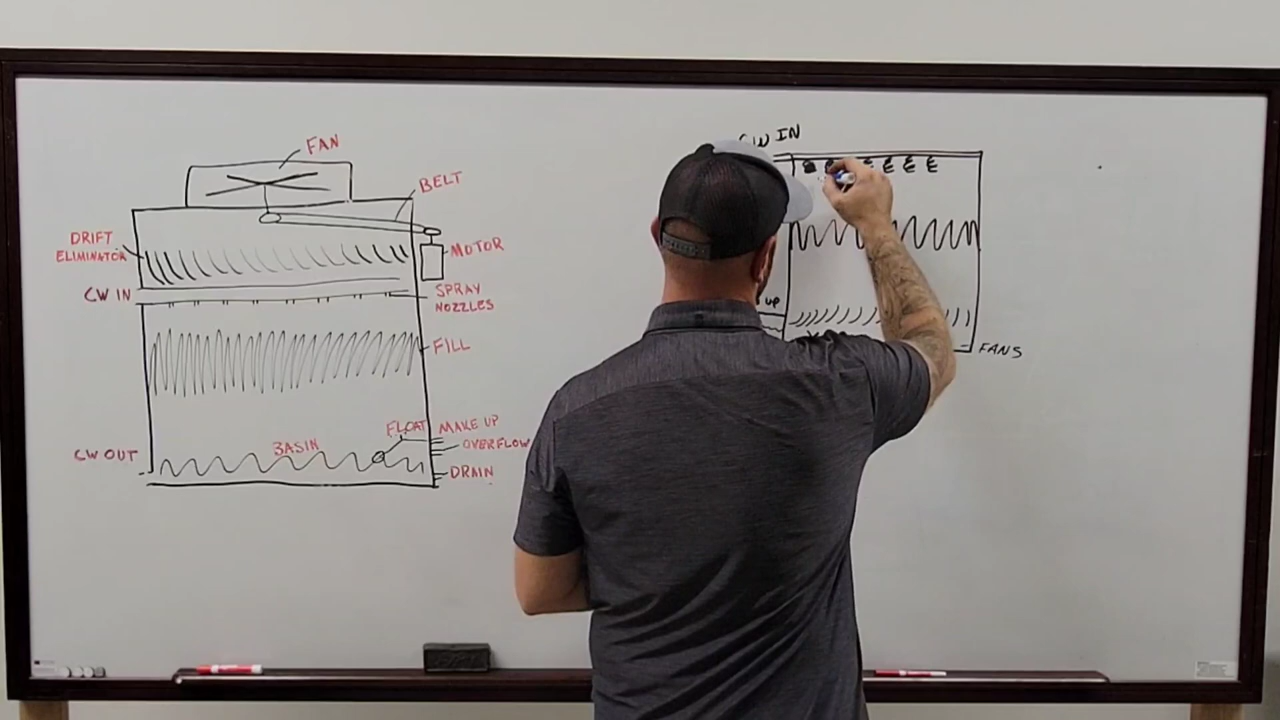 FAN
BELT
DRIFT
ELIMINATOR
MOTOR
CW IN
SPRAY
NOZZLES
FILL
FLOAT
MAKE UP
BASIN
OVERFLOW
CW OUT
DRAIN
CW IN
UP
FANS